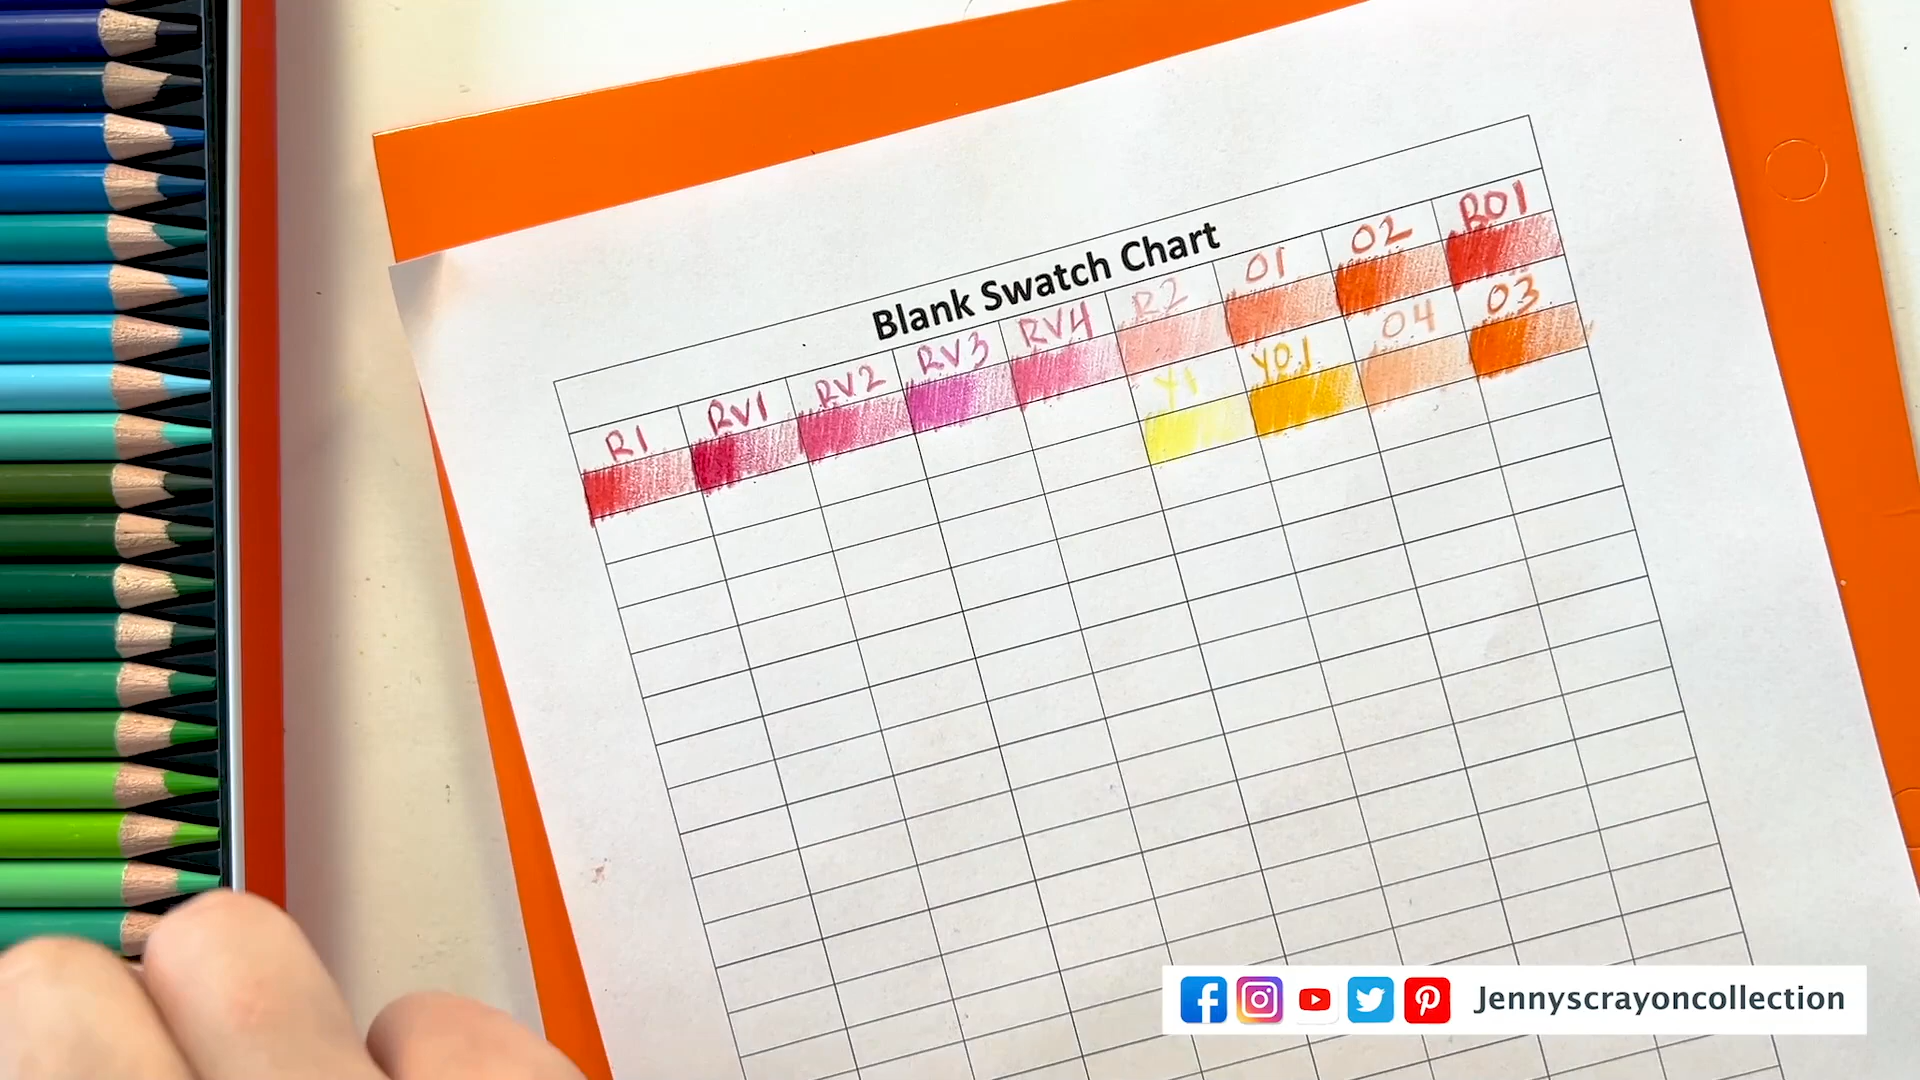 Blank Swatch Chart
R1 RV1 RV2 RV3 RV4 R2 O1 O2 RO1
Y1 YO1 O4 O3
Jennyscrayoncollection